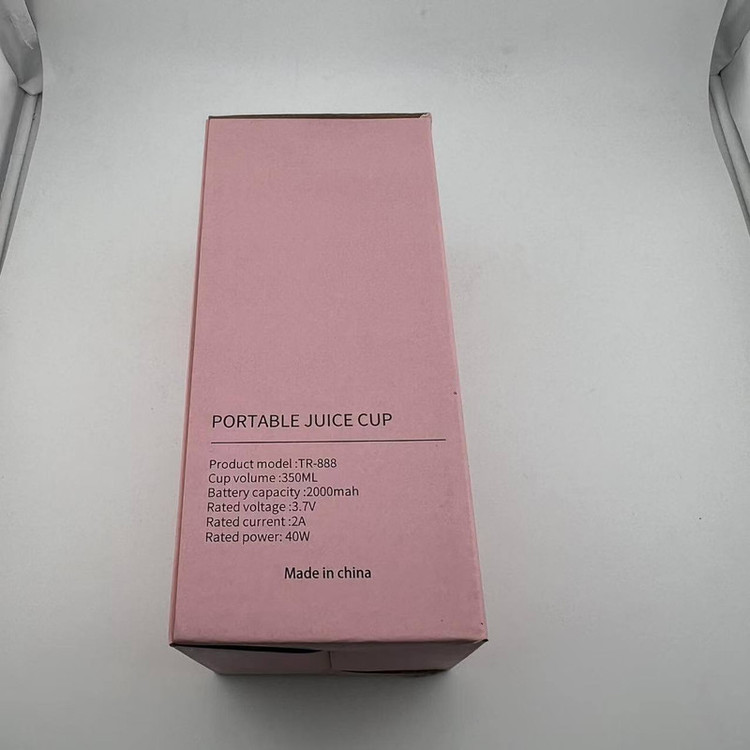 PORTABLE JUICE CUP
Product model :TR-888
Cup volume :350ML
Battery capacity :2000mah
Rated voltage :3.7V
Rated current :2A
Rated power: 40W
Made in china